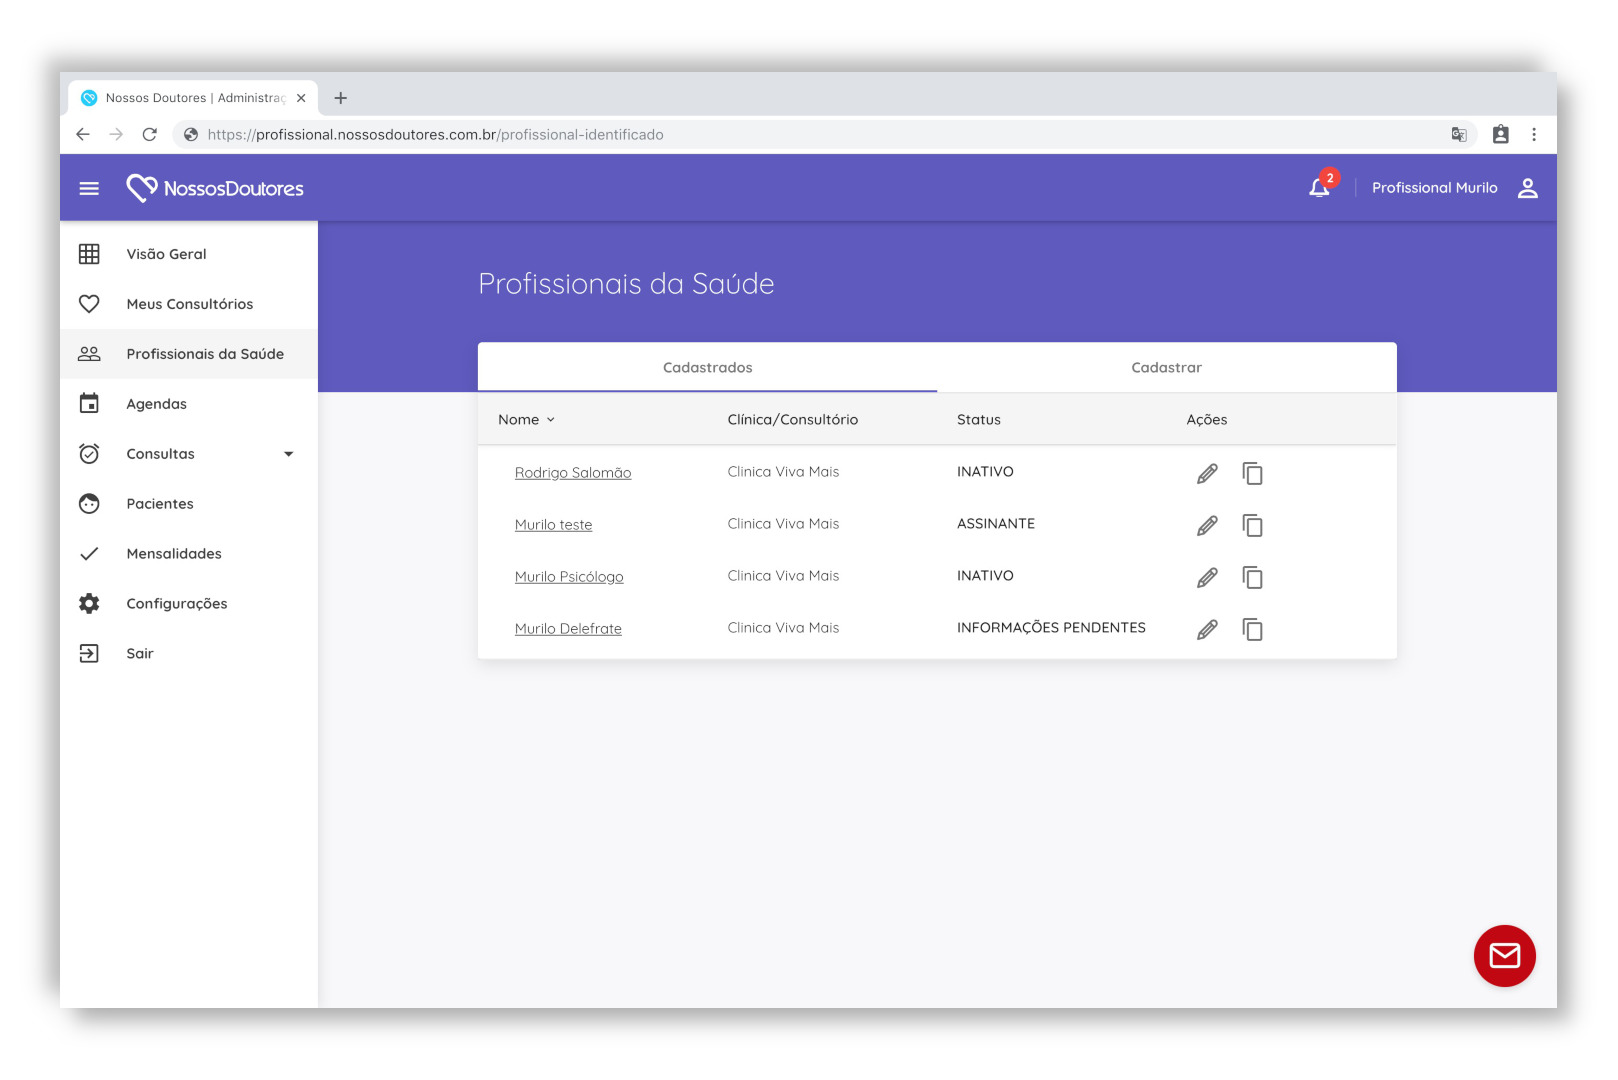 Nossos Doutores | Administraç
https://profissional.nossosdoutores.com.br/profissional-identificado
NossosDoutores
2
Profissional Murilo
Visão Geral
Meus Consultórios
Profissionais da Saúde
Agendas
Consultas
Pacientes
Mensalidades
Configurações
Sair
Profissionais da Saúde
Cadastrados Cadastrar
Nome Clínica/Consultório Status Ações
Rodrigo Salomão Clinica Viva Mais INATIVO
Murilo teste Clinica Viva Mais ASSINANTE
Murilo Psicólogo Clinica Viva Mais INATIVO
Murilo Delefrate Clinica Viva Mais INFORMAÇÕES PENDENTES